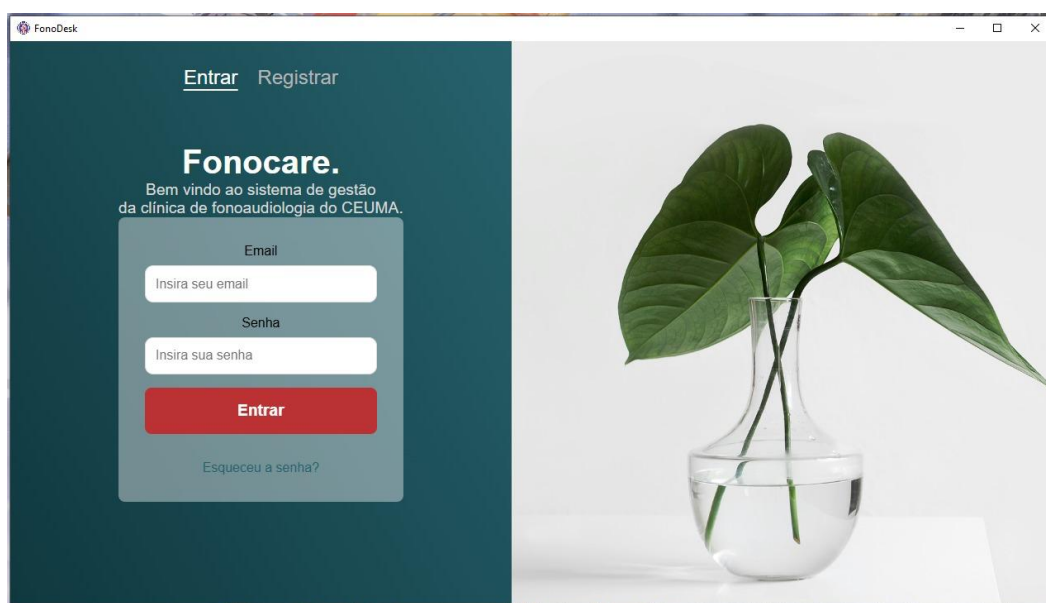 FonoDesk
Entrar Registrar
Fonocare.
Bem vindo ao sistema de gestão
da clínica de fonoaudiologia do CEUMA.
Email
Insira seu email
Senha
Insira sua senha
Entrar
Esqueceu a senha?